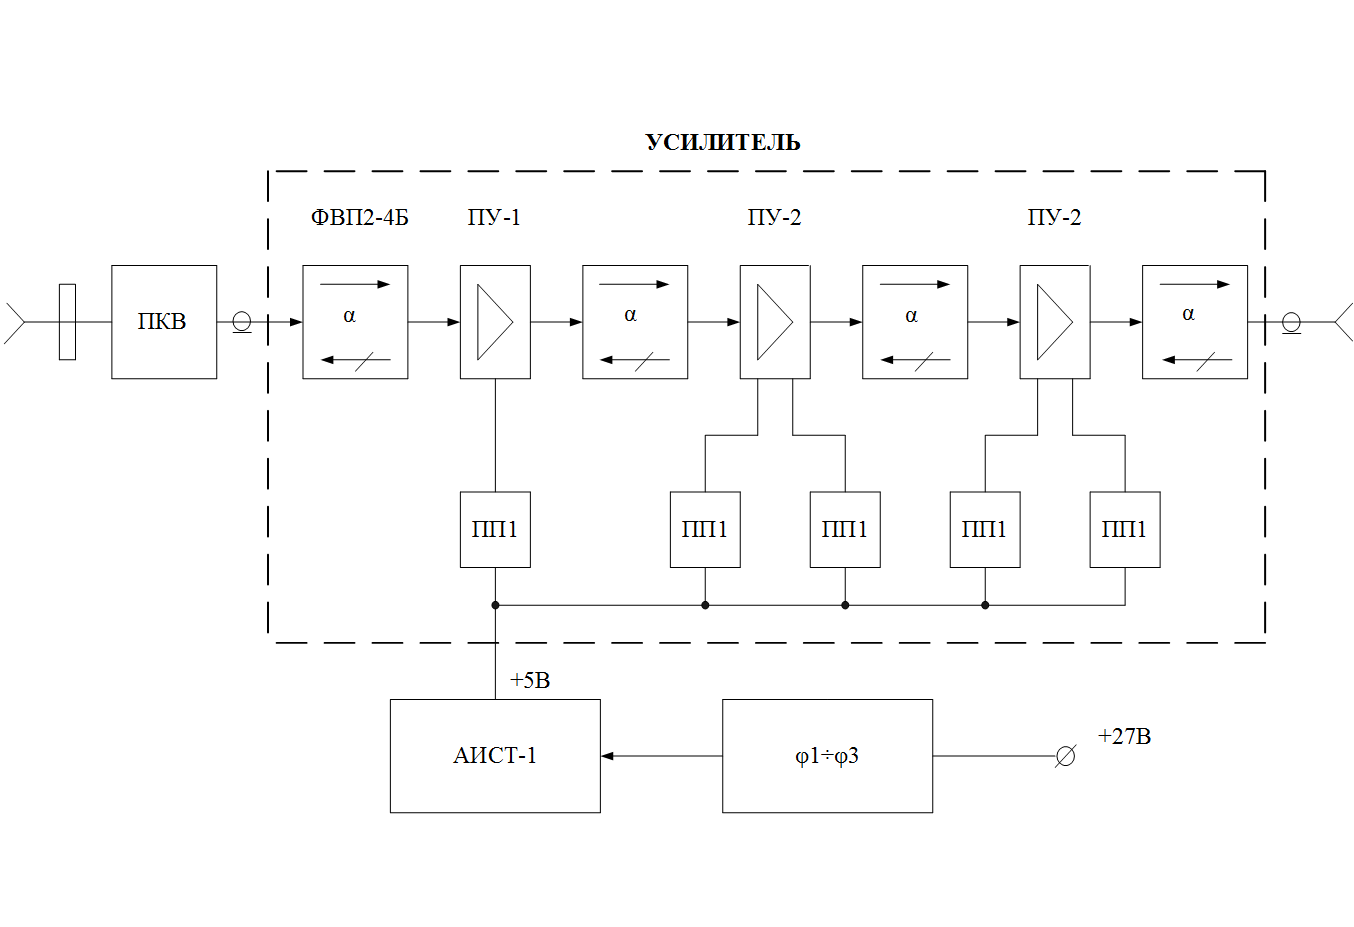 УСИЛИТЕЛЬ
ФВП2-4Б
ПУ-1
ПУ-2
ПУ-2
ПКВ
α
α
α
α
ПП1
ПП1
ПП1
ПП1
ПП1
+5В
АИСТ-1
φ1÷φ3
+27В